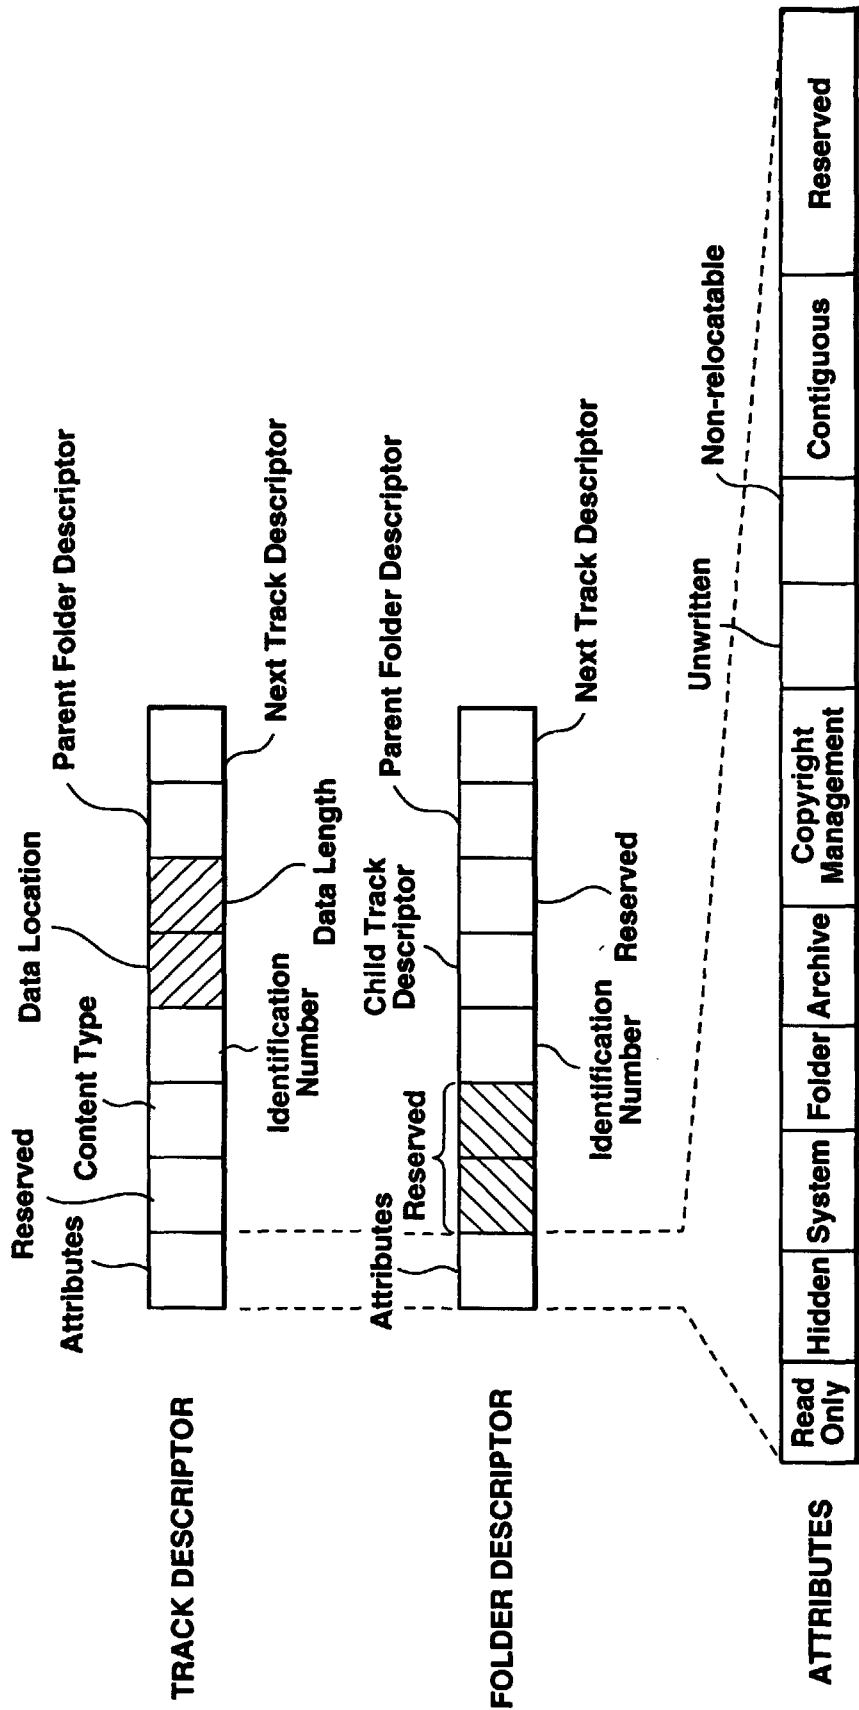 TRACK DESCRIPTOR
Attributes
Reserved
Content Type
Identification
Number
Data Location
Data Length
Parent Folder Descriptor
Next Track Descriptor
FOLDER DESCRIPTOR
Attributes
Reserved
Identification
Number
Child Track
Descriptor
Reserved
Parent Folder Descriptor
Next Track Descriptor
ATTRIBUTES
Read
Only
Hidden
System
Folder
Archive
Copyright
Management
Unwritten
Non-relocatable
Contiguous
Reserved